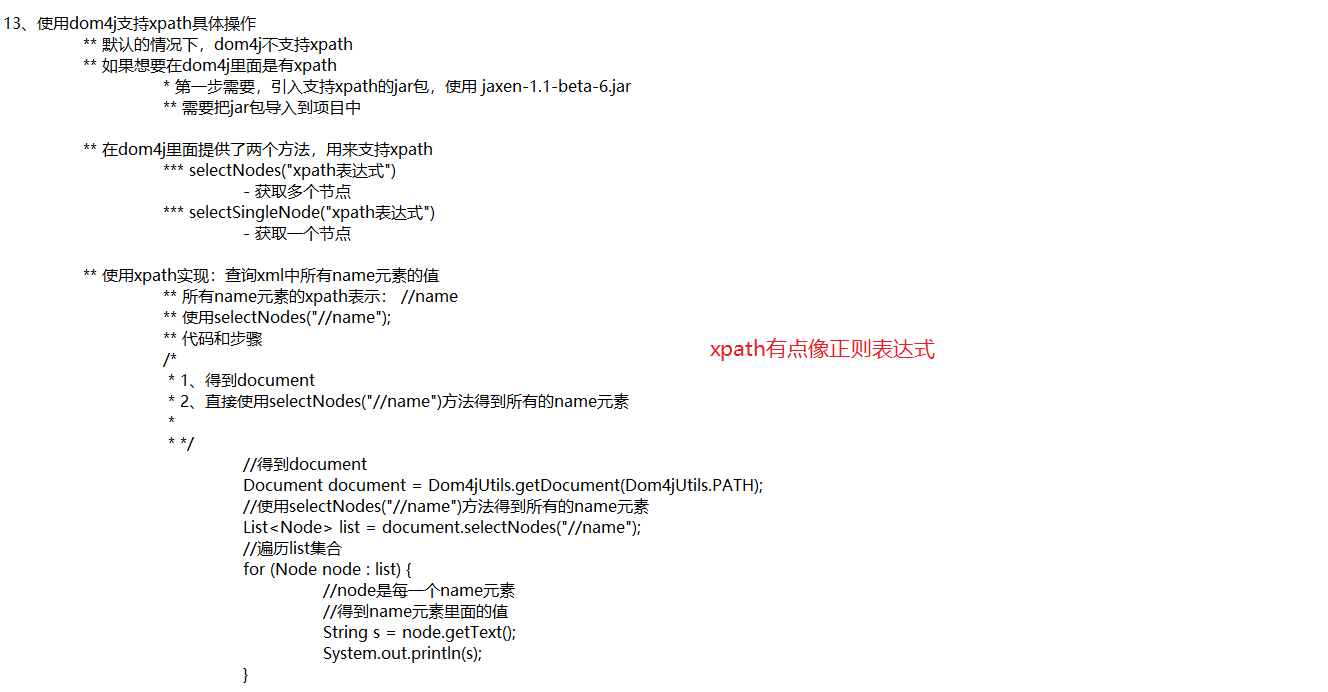 13、使用dom4j支持xpath具体操作
** 默认的情况下，dom4j不支持xpath
** 如果想要在dom4j里面是有xpath
* 第一步需要，引入支持xpath的jar包，使用 jaxen-1.1-beta-6.jar
** 需要把jar包导入到项目中
** 在dom4j里面提供了两个方法，用来支持xpath
*** selectNodes("xpath表达式")
- 获取多个节点
*** selectSingleNode("xpath表达式")
- 获取一个节点
** 使用xpath实现：查询xml中所有name元素的值
** 所有name元素的xpath表示： //name
** 使用selectNodes("//name");
** 代码和步骤
xpath有点像正则表达式
/*
* 1、得到document
* 2、直接使用selectNodes("//name")方法得到所有的name元素
*
* */
//得到document
Document document = Dom4jUtils.getDocument(Dom4jUtils.PATH);
//使用selectNodes("//name")方法得到所有的name元素
List<Node> list = document.selectNodes("//name");
//遍历list集合
for (Node node : list) {
//node是每一个name元素
//得到name元素里面的值
String s = node.getText();
System.out.println(s);
}